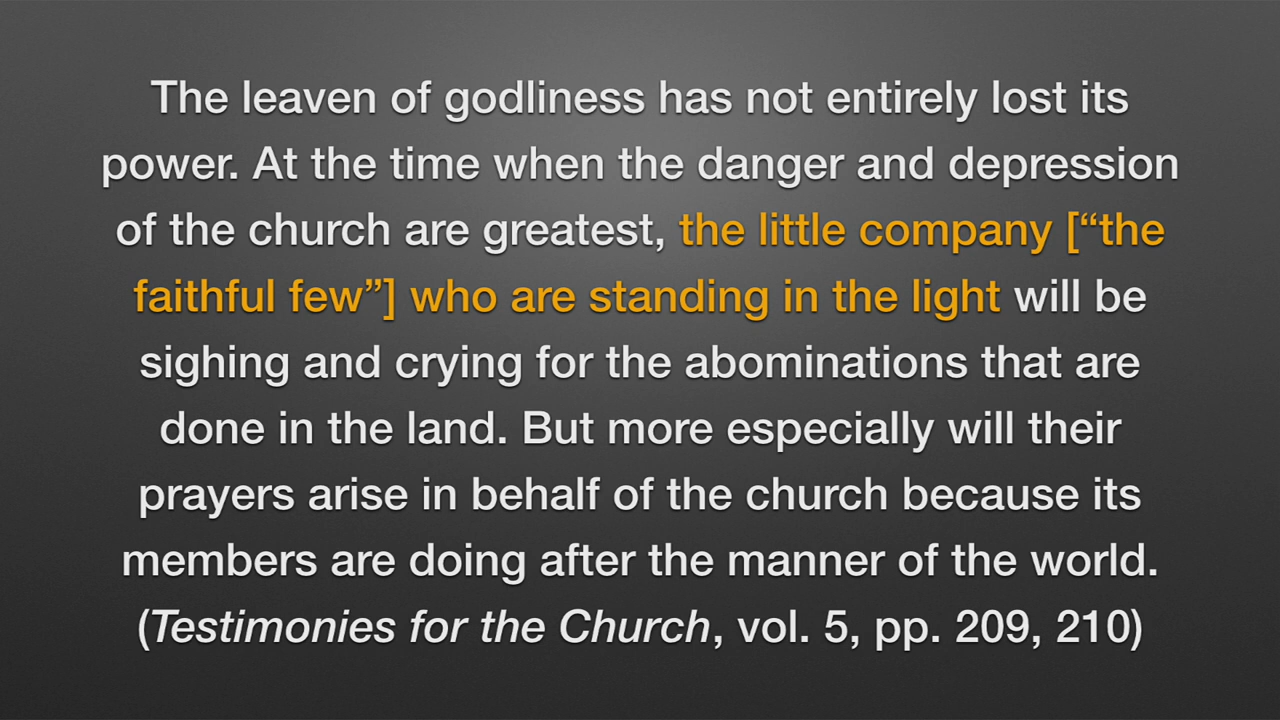 The leaven of godliness has not entirely lost its
power. At the time when the danger and depression
of the church are greatest, the little company [“the
faithful few”] who are standing in the light will be
sighing and crying for the abominations that are
done in the land. But more especially will their
prayers arise in behalf of the church because its
members are doing after the manner of the world.
(Testimonies for the Church, vol. 5, pp. 209, 210)